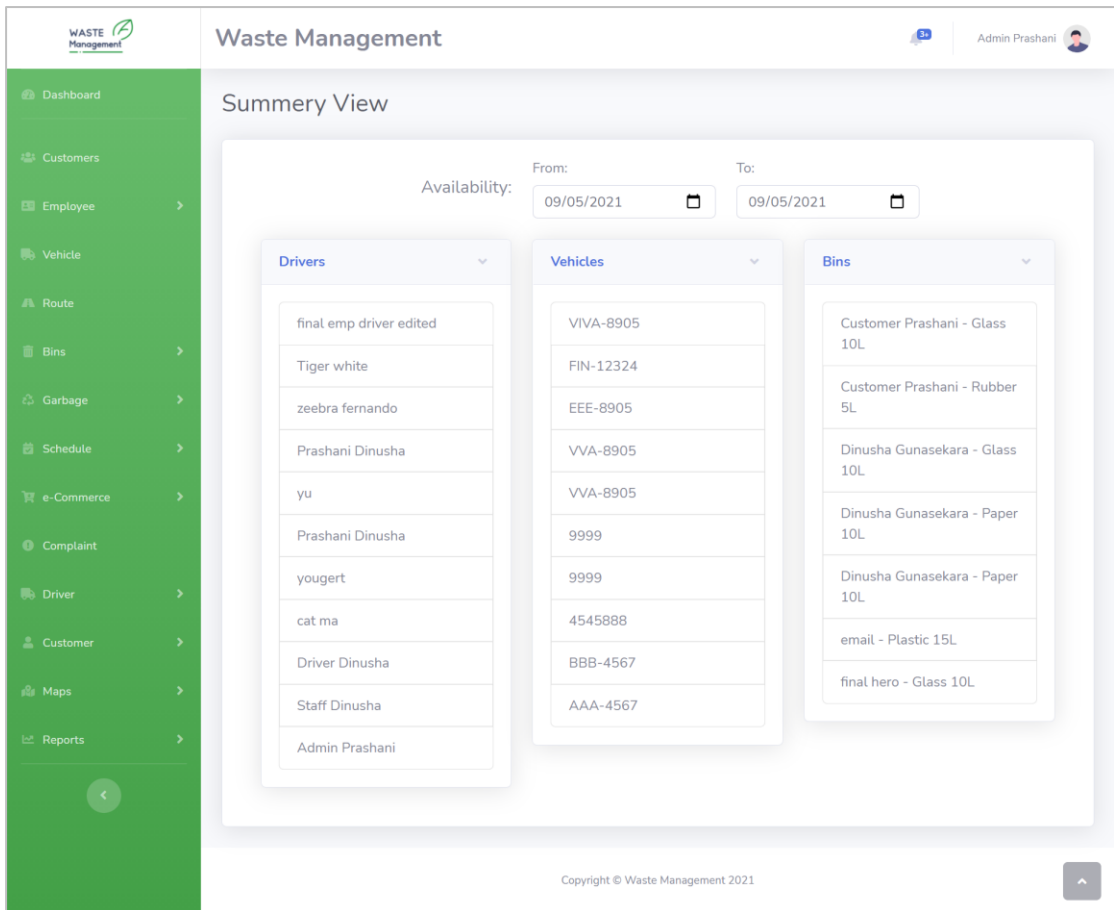 WASTE
Management
Waste Management
3+
Admin Prashani
Dashboard
Customers
Employee
Vehicle
Route
Bins
Garbage
Schedule
e-Commerce
Complaint
Driver
Customer
Maps
Reports
Summery View
Availability:
From:
09/05/2021
To:
09/05/2021
Drivers
final emp driver edited
Tiger white
zeebra fernando
Prashani Dinusha
yu
Prashani Dinusha
yougert
cat ma
Driver Dinusha
Staff Dinusha
Admin Prashani
Vehicles
VIVA-8905
FIN-12324
EEE-8905
VVA-8905
VVA-8905
9999
9999
4545888
BBB-4567
AAA-4567
Bins
Customer Prashani - Glass
10L
Customer Prashani - Rubber
5L
Dinusha Gunasekara - Glass
10L
Dinusha Gunasekara - Paper
10L
Dinusha Gunasekara - Paper
10L
email - Plastic 15L
final hero - Glass 10L
Copyright © Waste Management 2021